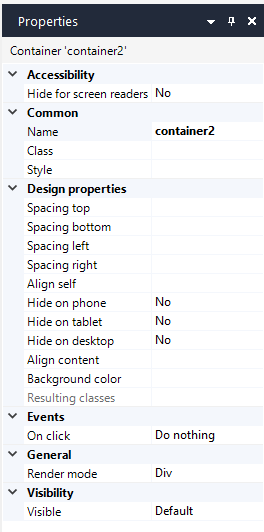 Properties
Container 'container2'
Accessibility
Hide for screen readers No
Common
Name container2
Class
Style
Design properties
Spacing top
Spacing bottom
Spacing left
Spacing right
Align self
Hide on phone No
Hide on tablet No
Hide on desktop No
Align content
Background color
Resulting classes
Events
On click Do nothing
General
Render mode Div
Visibility
Visible Default